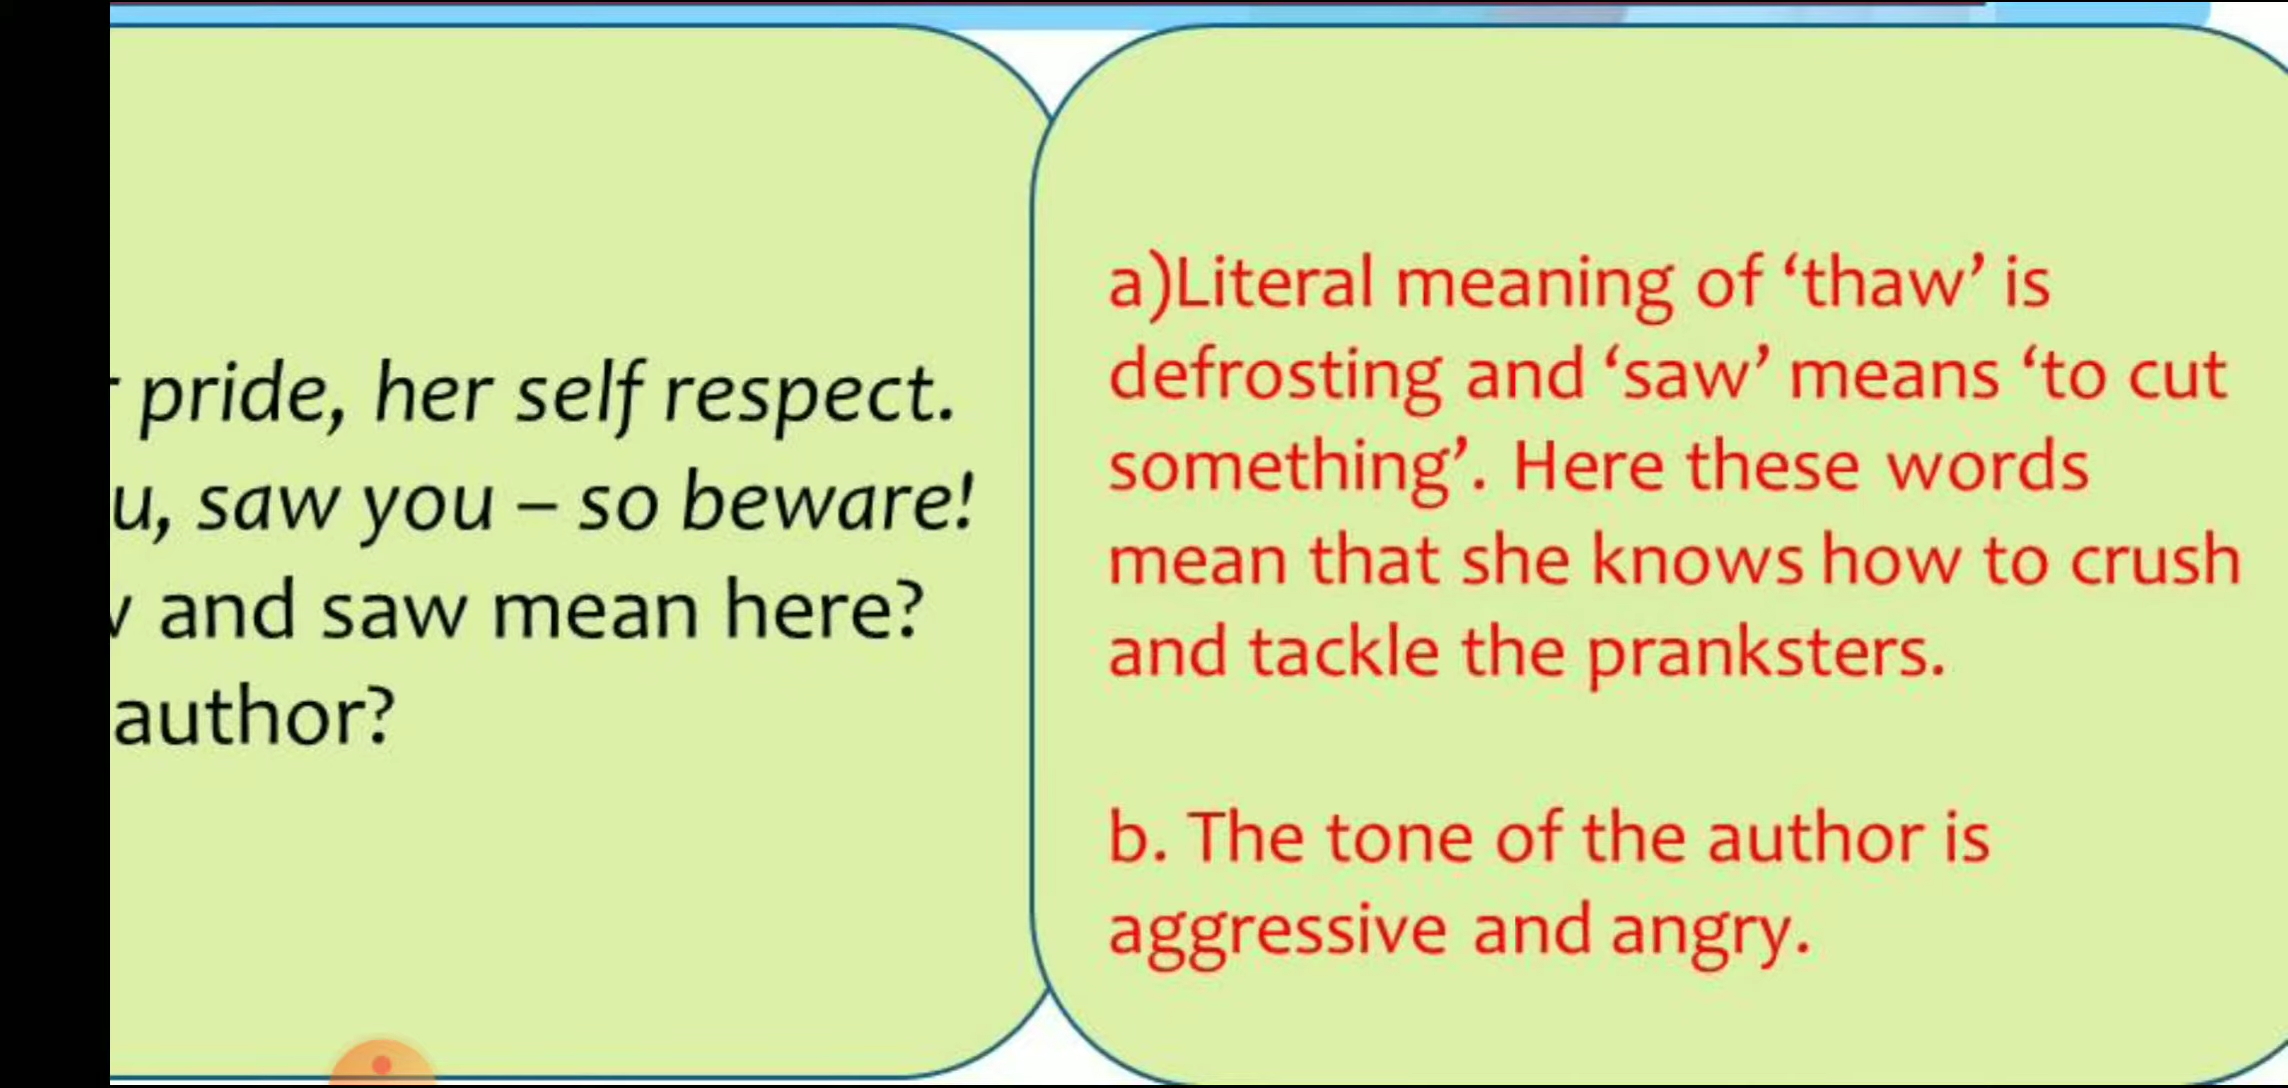 pride, her self respect.
saw you – so beware!
and saw mean here?
author?
a)Literal meaning of ‘thaw’ is
defrosting and ‘saw’ means ‘to cut
something’. Here these words
mean that she knows how to crush
and tackle the pranksters.
b. The tone of the author is
aggressive and angry.